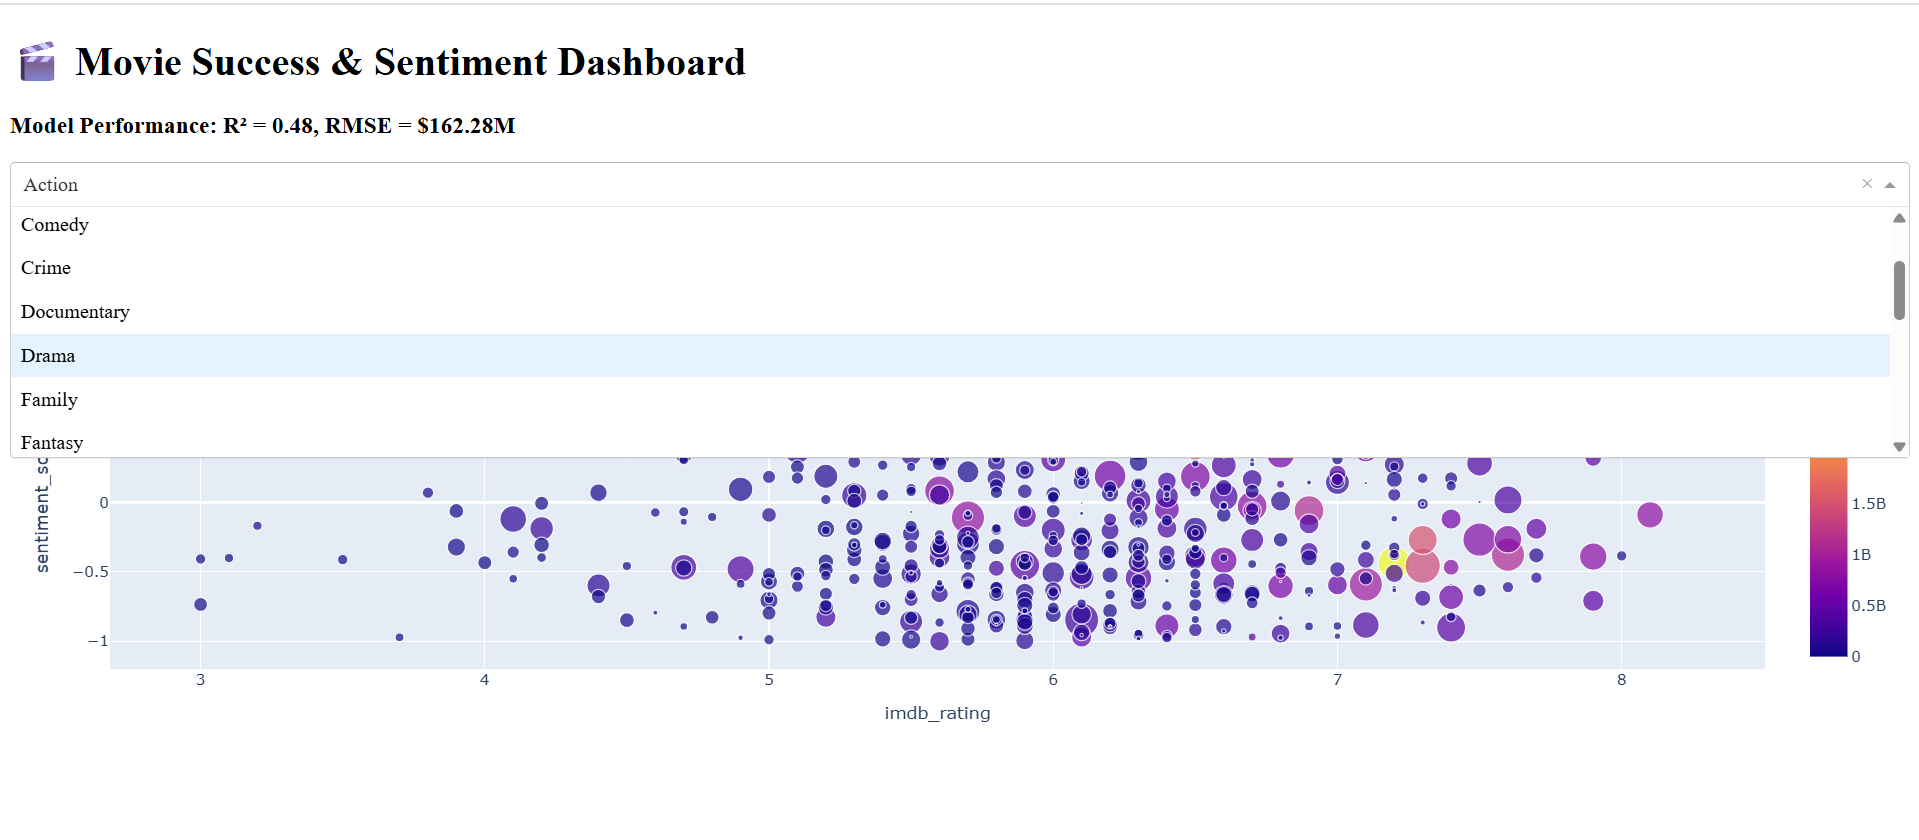 Movie Success & Sentiment Dashboard
Model Performance: R² = 0.48, RMSE = $162.28M
Action
Comedy
Crime
Documentary
Drama
Family
Fantasy
sentiment_sc
0
−0.5
−1
3
4
5
6
7
8
imdb_rating
1.5B
1B
0.5B
0